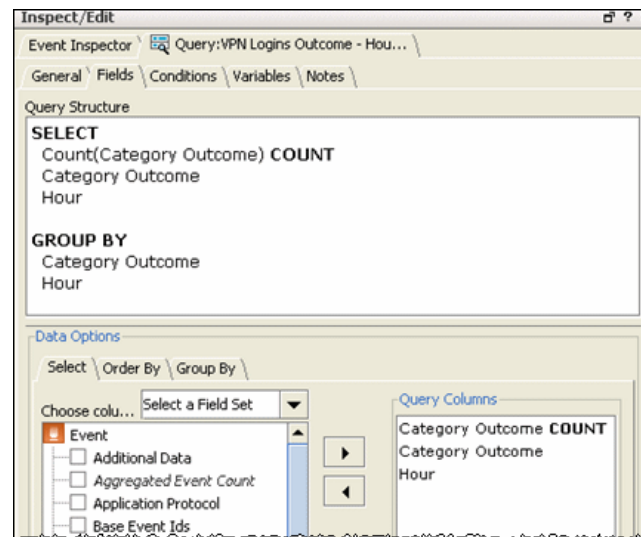 Inspect/Edit
?
Event Inspector
Query:VPN Logins Outcome - Hou...
General
Fields
Conditions
Variables
Notes
Query Structure
SELECT
Count(Category Outcome) COUNT
Category Outcome
Hour
GROUP BY
Category Outcome
Hour
Data Options
Select
Order By
Group By
Choose colu...
Select a Field Set
Event
Additional Data
Aggregated Event Count
Application Protocol
Base Event Ids
Query Columns
Category Outcome COUNT
Category Outcome
Hour